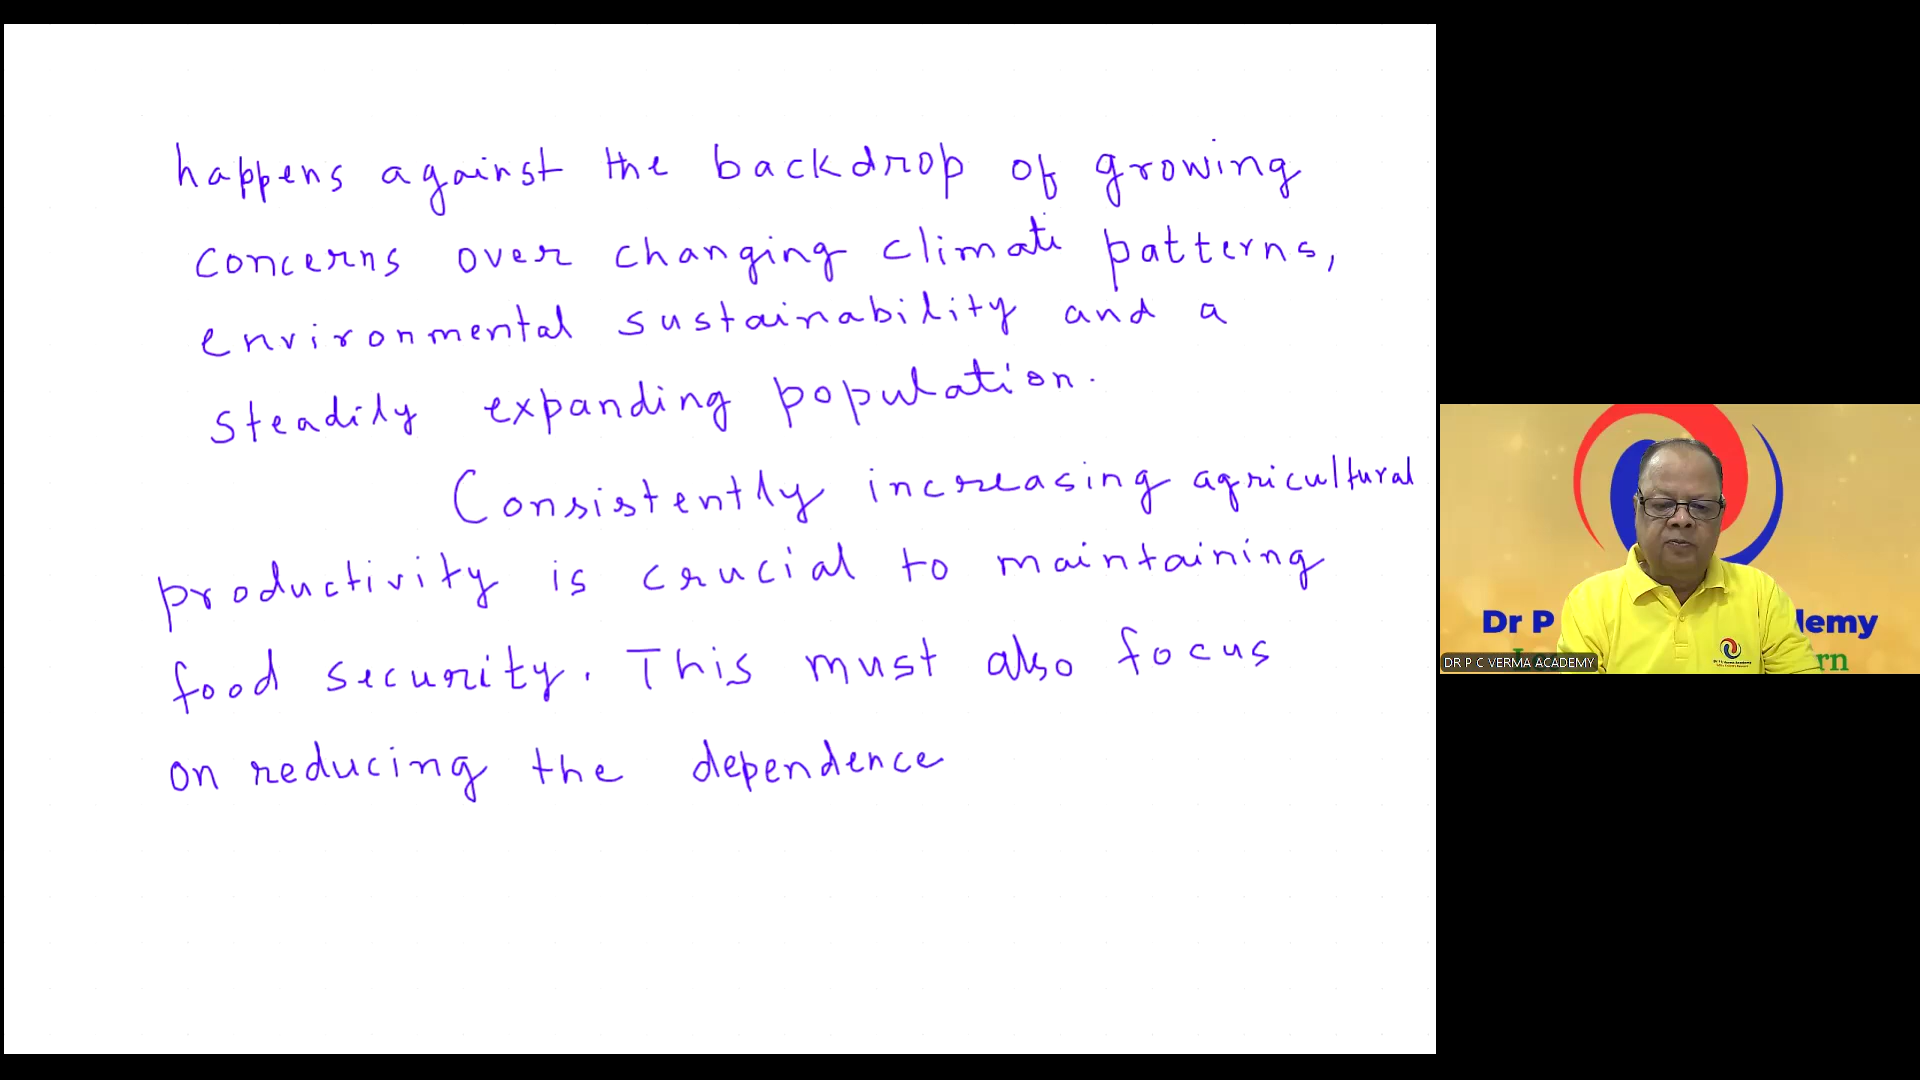 happens against the backdrop of growing
concerns over changing climate patterns,
environmental sustainability and a
steadily expanding population.
Consistently increasing agricultural
productivity is crucial to maintaining
food security. This must also focus
on reducing the dependence
Dr P
demy
DR P C VERMA ACADEMY
rn